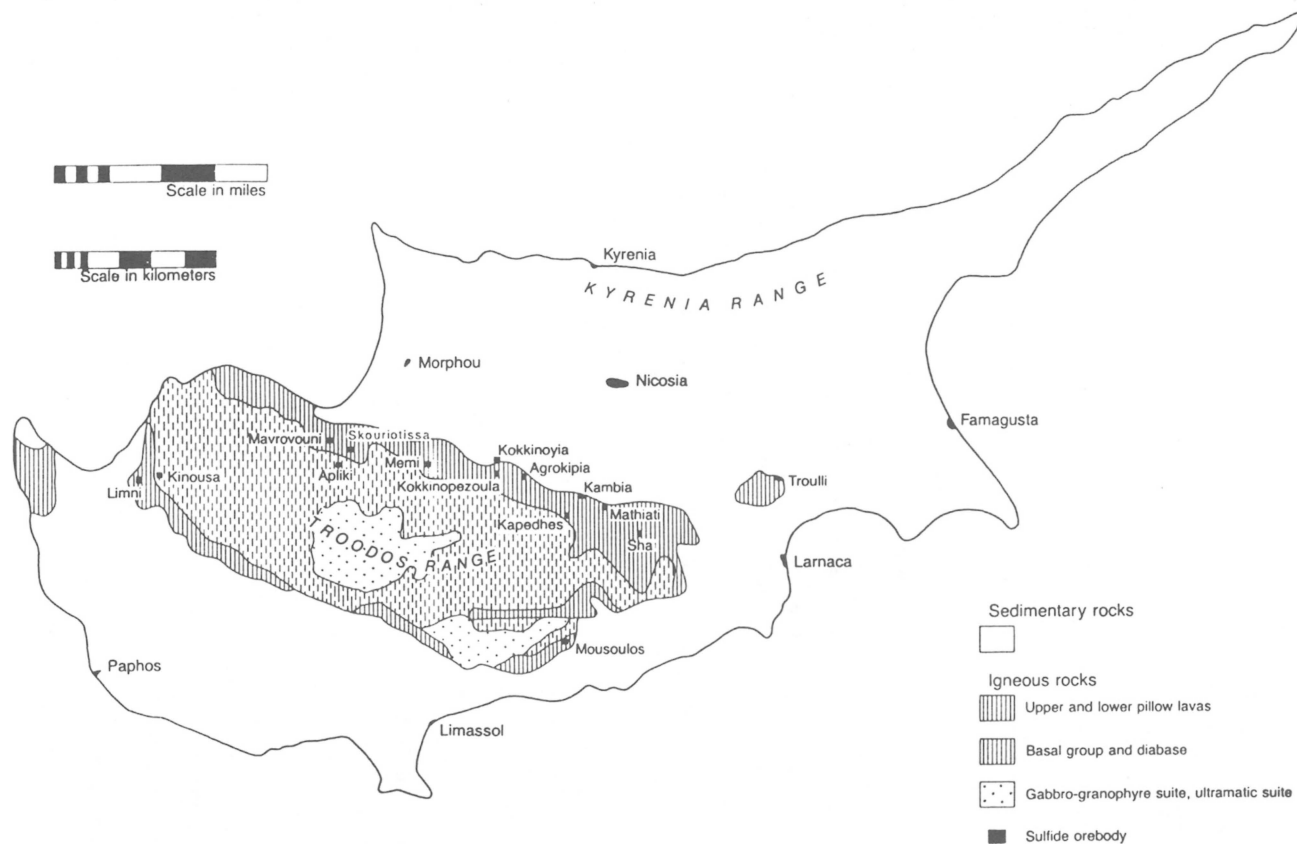 Scale in miles
Scale in kilometers
Kyrenia
KYRENIA RANGE
Morphou
Nicosia
Famagusta
Mavrovouni
Skouriotissa
Apliki
Memi
Kokkinoyia
Kokkinopezoula
Agrokipia
Kambia
Kapedhes
Mathiati
Sha
Troulli
Limni
Kinousa
TROODOS RANGE
Larnaca
Mousoulos
Paphos
Limassol
Sedimentary rocks
Igneous rocks
Upper and lower pillow lavas
Basal group and diabase
Gabbro-granophyre suite, ultramatic suite
Sulfide orebody